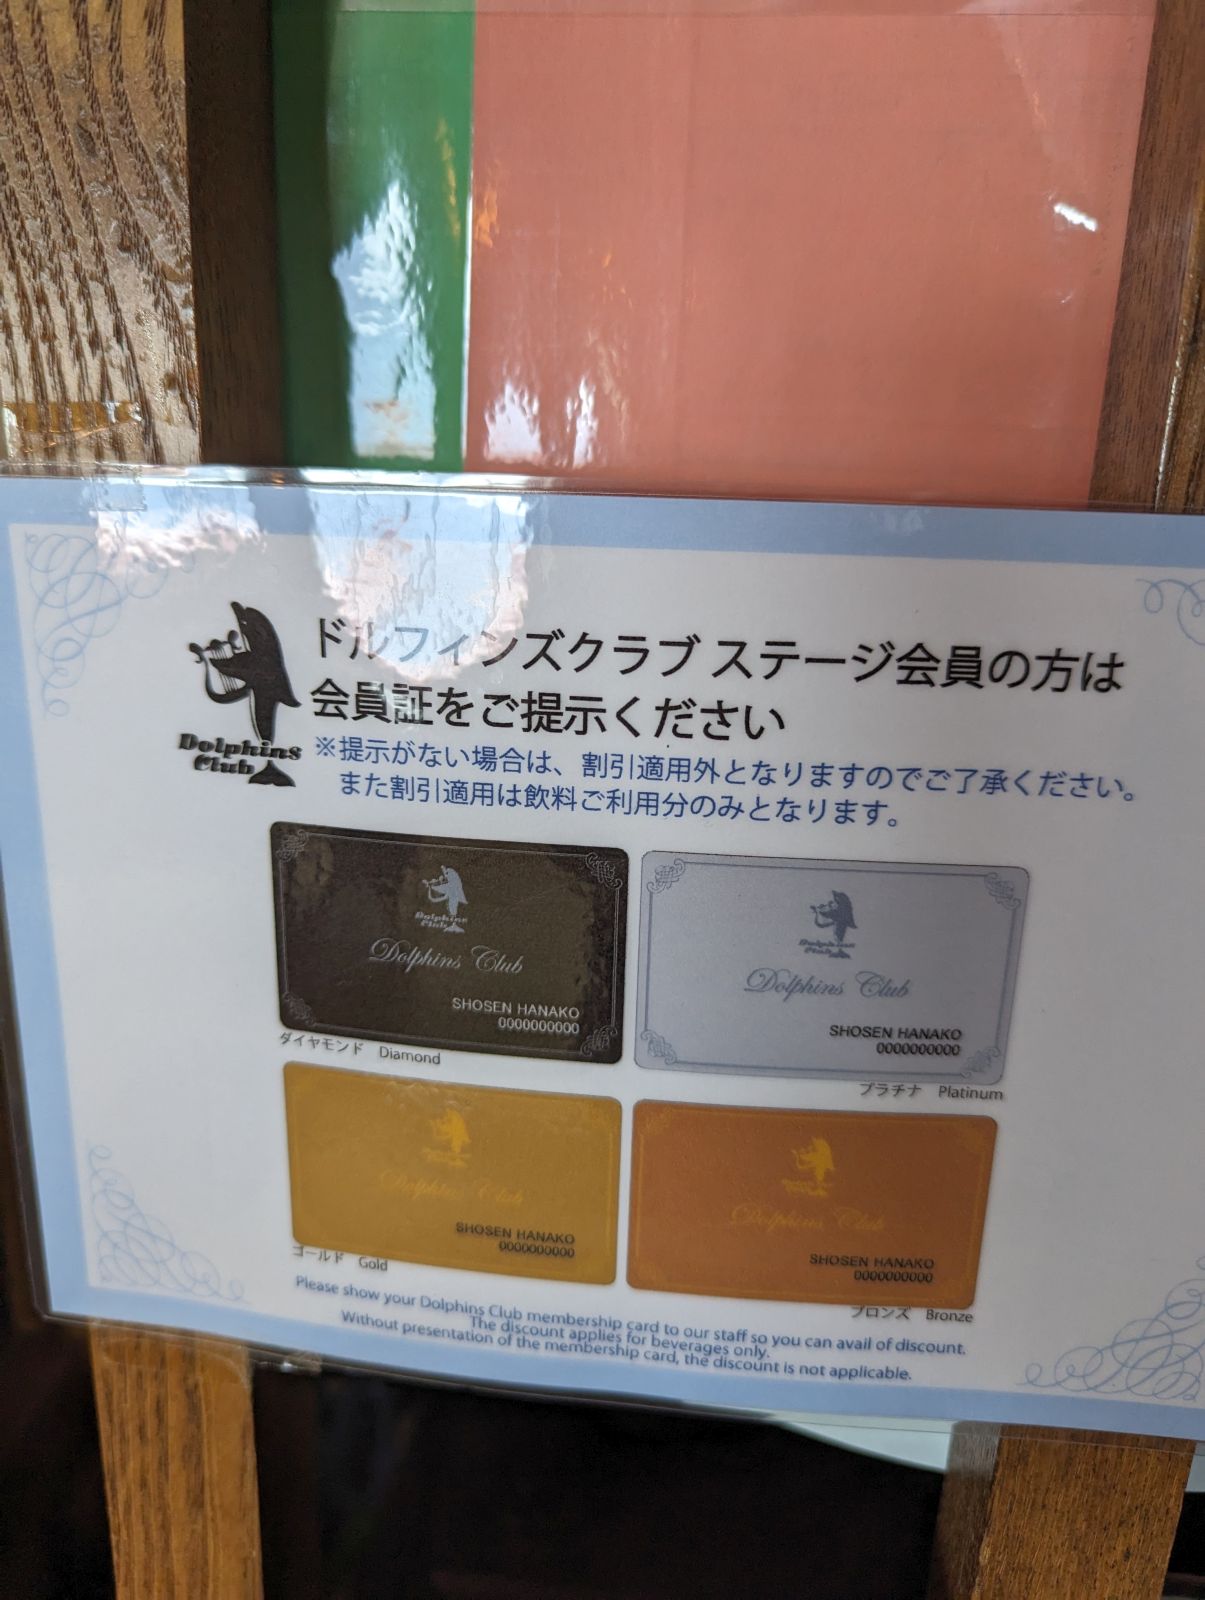 Dolphins
Club
ドルフィンズクラブ ステージ会員の方は
会員証をご提示ください
※提示がない場合は、割引適用外となりますのでご了承ください。
また割引適用は飲料ご利用分のみとなります。
Dolphins
Club
Dolphins Club
SHOSEN HANAKO
0000000000
ダイヤモンド Diamond
Dolphins
Club
Dolphins Club
SHOSEN HANAKO
0000000000
プラチナ Platinum
Dolphins Club
SHOSEN HANAKO
0000000000
ゴールド Gold
Dolphins Club
SHOSEN HANAKO
0000000000
ブロンズ Bronze
Please show your Dolphins Club membership card to our staff so you can avail of discount.
The discount applies for beverages only.
Without presentation of the membership card, the discount is not applicable.